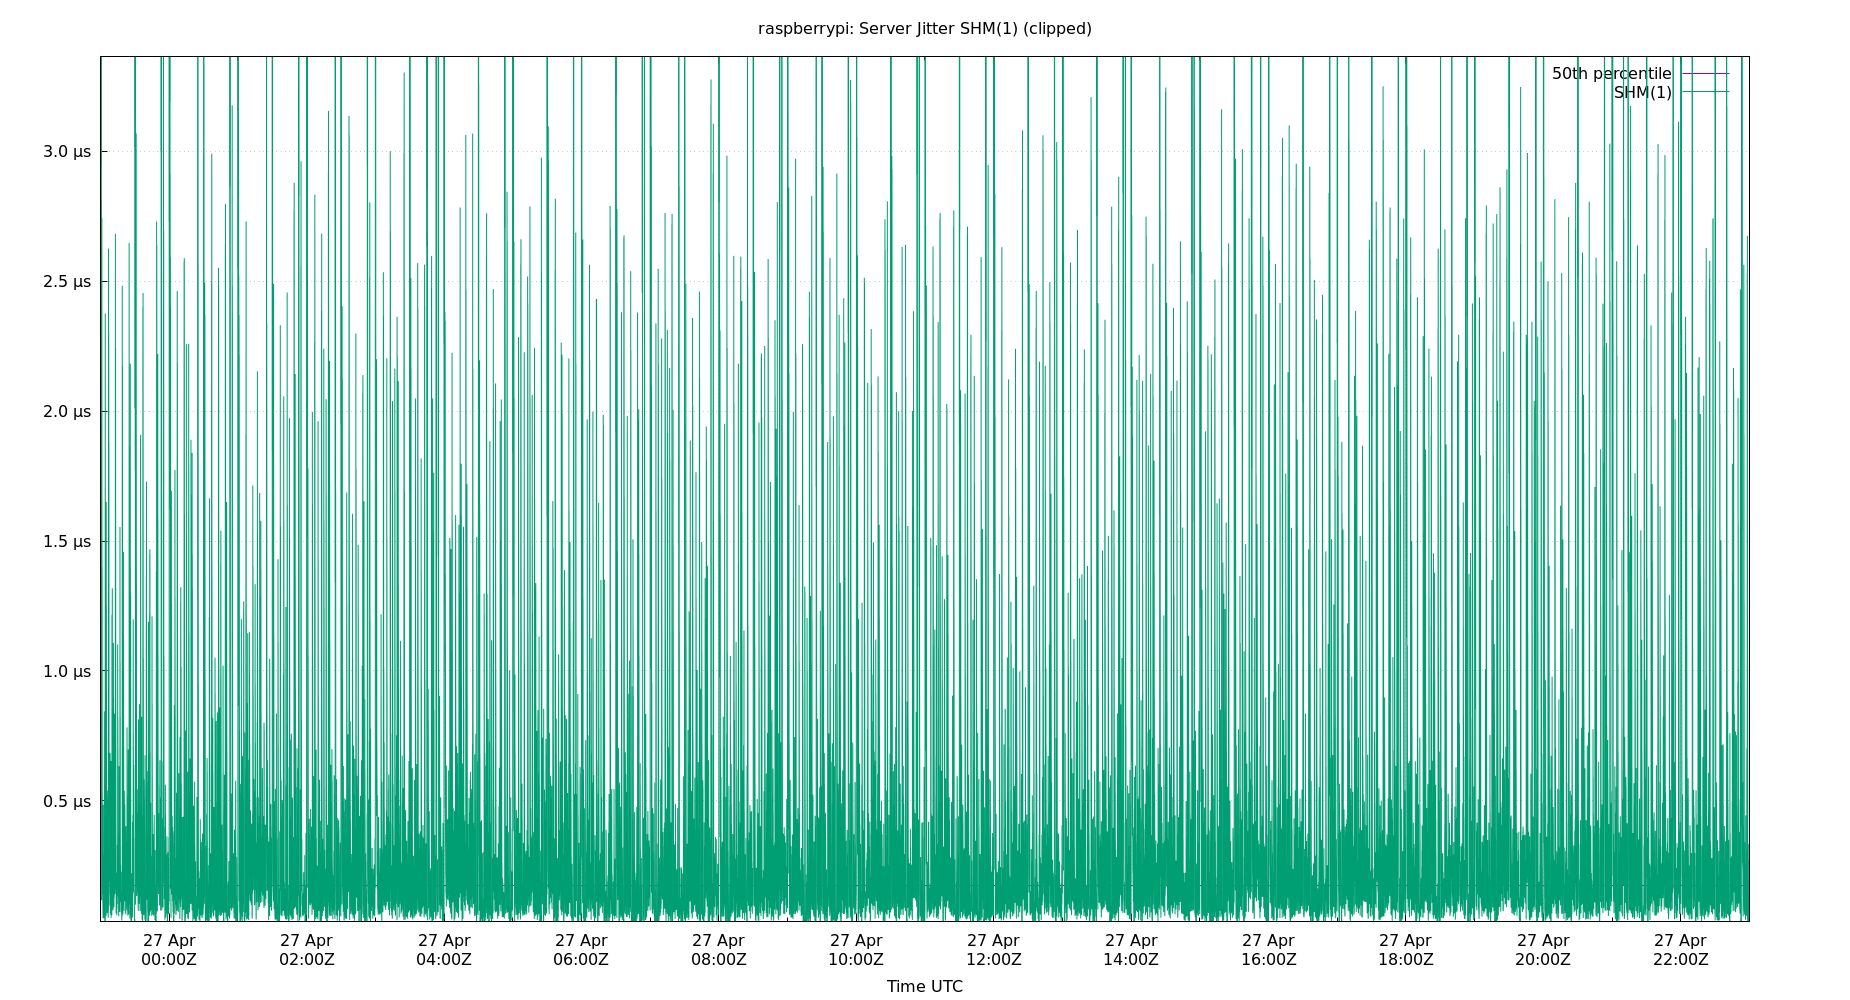 raspberrypi: Server Jitter SHM(1) (clipped)
50th percentile
SHM(1)
3.0 µs
2.5 µs
2.0 µs
1.5 µs
1.0 µs
0.5 µs
27 Apr 27 Apr 27 Apr 27 Apr 27 Apr 27 Apr 27 Apr 27 Apr 27 Apr 27 Apr 27 Apr 27 Apr
00:00Z 02:00Z 04:00Z 06:00Z 08:00Z 10:00Z 12:00Z 14:00Z 16:00Z 18:00Z 20:00Z 22:00Z
Time UTC